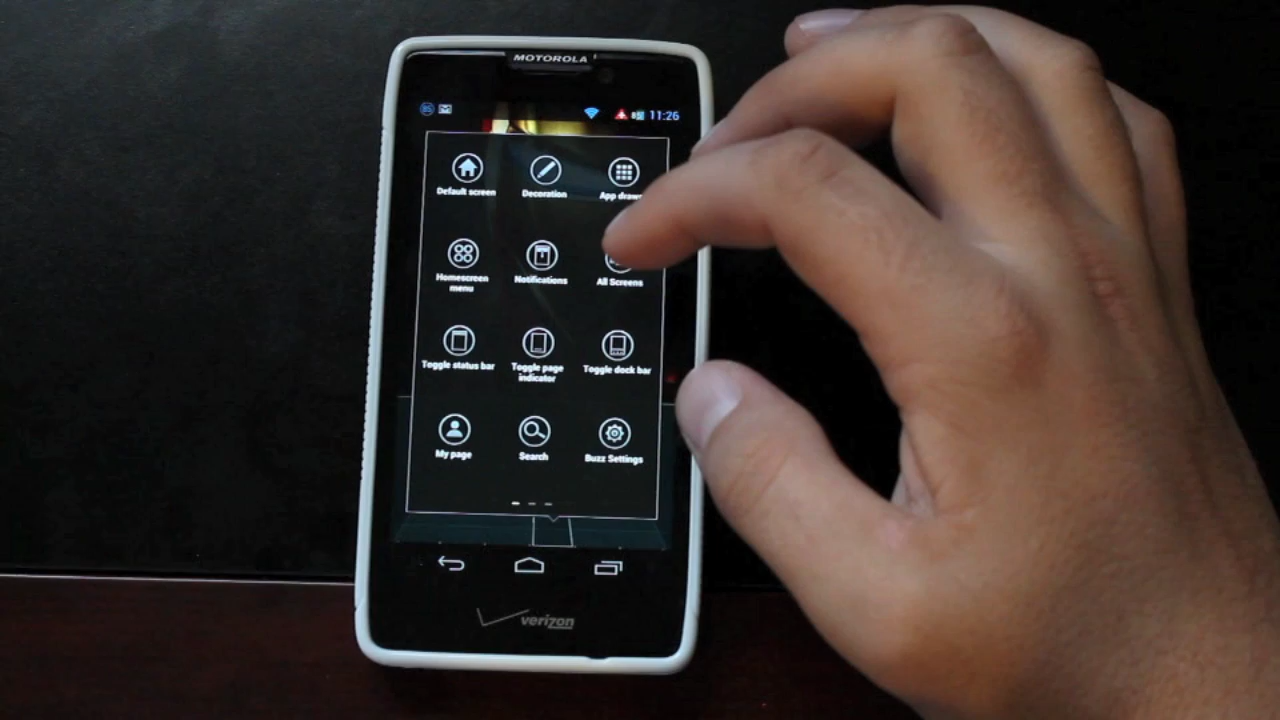 MOTOROLA
11:26
Default screen
Decoration
App draw
Homescreen
menu
Notifications
All Screens
Toggle status bar
Toggle page
indicator
Toggle dock bar
My page
Search
Buzz Settings
verizon